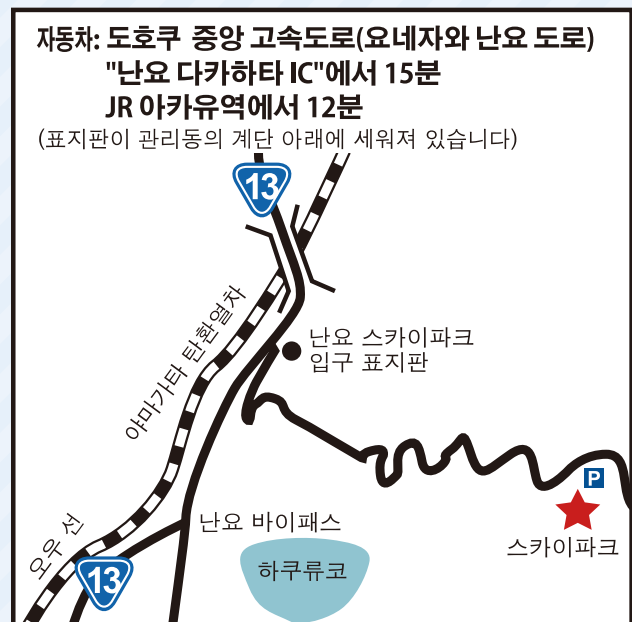 자동차: 도호쿠 중앙 고속도로(요네자와 난요 도로)
"난요 다카하타 IC"에서 15분
JR 아카유역에서 12분
(표지판이 관리동의 계단 아래에 세워져 있습니다)
13
야마가타 탄환열차
난요 스카이파크
입구 표지판
P
스카이파크
난요 바이패스
오우 선
13
하쿠류코